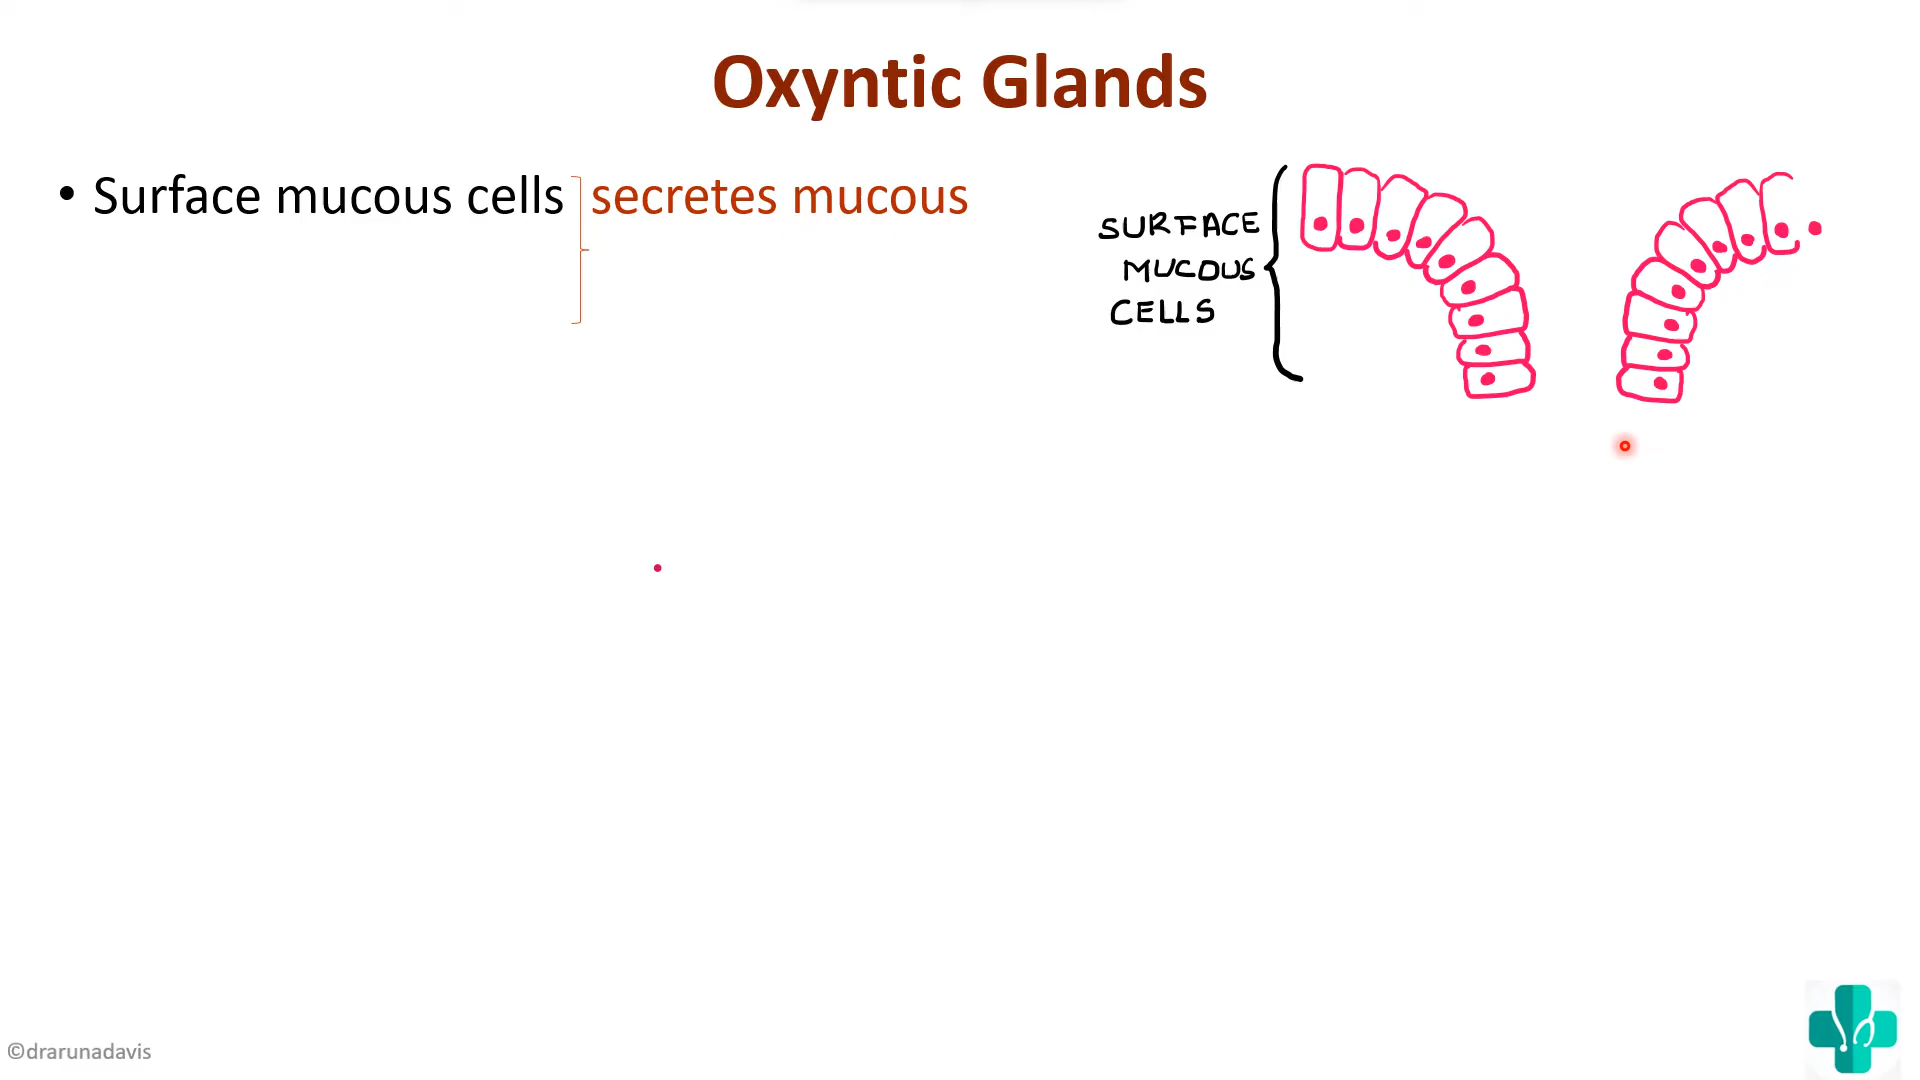 Oxyntic Glands
• Surface mucous cells secretes mucous
SURFACE
MUCOUS
CELLS
©drarunadavis